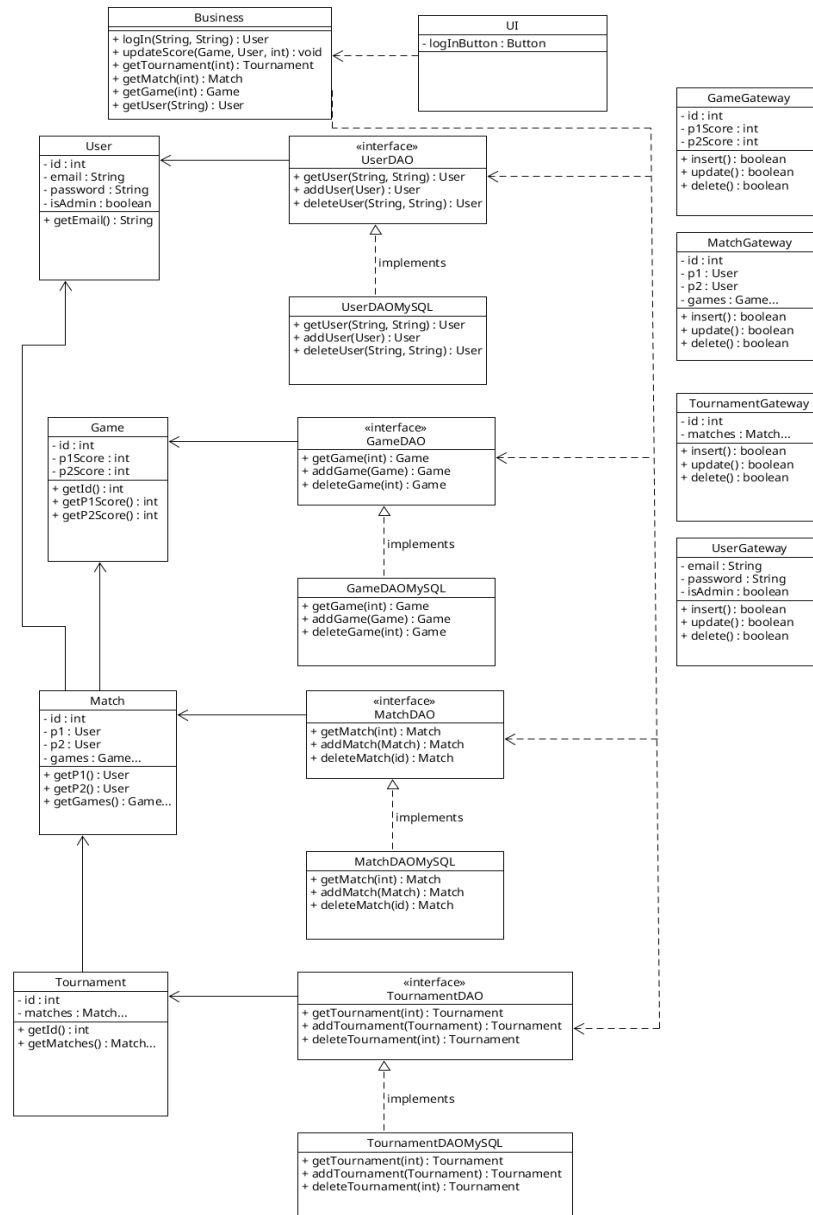 Business
+ logIn(String, String) : User
+ updateScore(Game, User, int) : void
+ getTournament(int) : Tournament
+ getMatch(int) : Match
+ getGame(int) : Game
+ getUser(String) : User
UI
- logInButton : Button
GameGateway
- id : int
- p1Score : int
- p2Score : int
+ insert() : boolean
+ update() : boolean
+ delete() : boolean
User
- id : int
- email : String
- password : String
- isAdmin : boolean
+ getEmail() : String
«interface»
UserDAO
+ getUser(String, String) : User
+ addUser(User) : User
+ deleteUser(String, String) : User
implements
MatchGateway
- id : int
- p1 : User
- p2 : User
- games : Game...
+ insert() : boolean
+ update() : boolean
+ delete() : boolean
UserDAOMySQL
+ getUser(String, String) : User
+ addUser(User) : User
+ deleteUser(String, String) : User
TournamentGateway
- id : int
- matches : Match...
+ insert() : boolean
+ update() : boolean
+ delete() : boolean
Game
- id : int
- p1Score : int
- p2Score : int
+ getId() : int
+ getP1Score() : int
+ getP2Score() : int
«interface»
GameDAO
+ getGame(int) : Game
+ addGame(Game) : Game
+ deleteGame(int) : Game
implements
UserGateway
- email : String
- password : String
- isAdmin : boolean
+ insert() : boolean
+ update() : boolean
+ delete() : boolean
GameDAOMySQL
+ getGame(int) : Game
+ addGame(Game) : Game
+ deleteGame(int) : Game
Match
- id : int
- p1 : User
- p2 : User
- games : Game...
+ getP1() : User
+ getP2() : User
+ getGames() : Game...
«interface»
MatchDAO
+ getMatch(int) : Match
+ addMatch(Match) : Match
+ deleteMatch(id) : Match
implements
MatchDAOMySQL
+ getMatch(int) : Match
+ addMatch(Match) : Match
+ deleteMatch(id) : Match
Tournament
- id : int
- matches : Match...
+ getId() : int
+ getMatches() : Match...
«interface»
TournamentDAO
+ getTournament(int) : Tournament
+ addTournament(Tournament) : Tournament
+ deleteTournament(int) : Tournament
implements
TournamentDAOMySQL
+ getTournament(int) : Tournament
+ addTournament(Tournament) : Tournament
+ deleteTournament(int) : Tournament